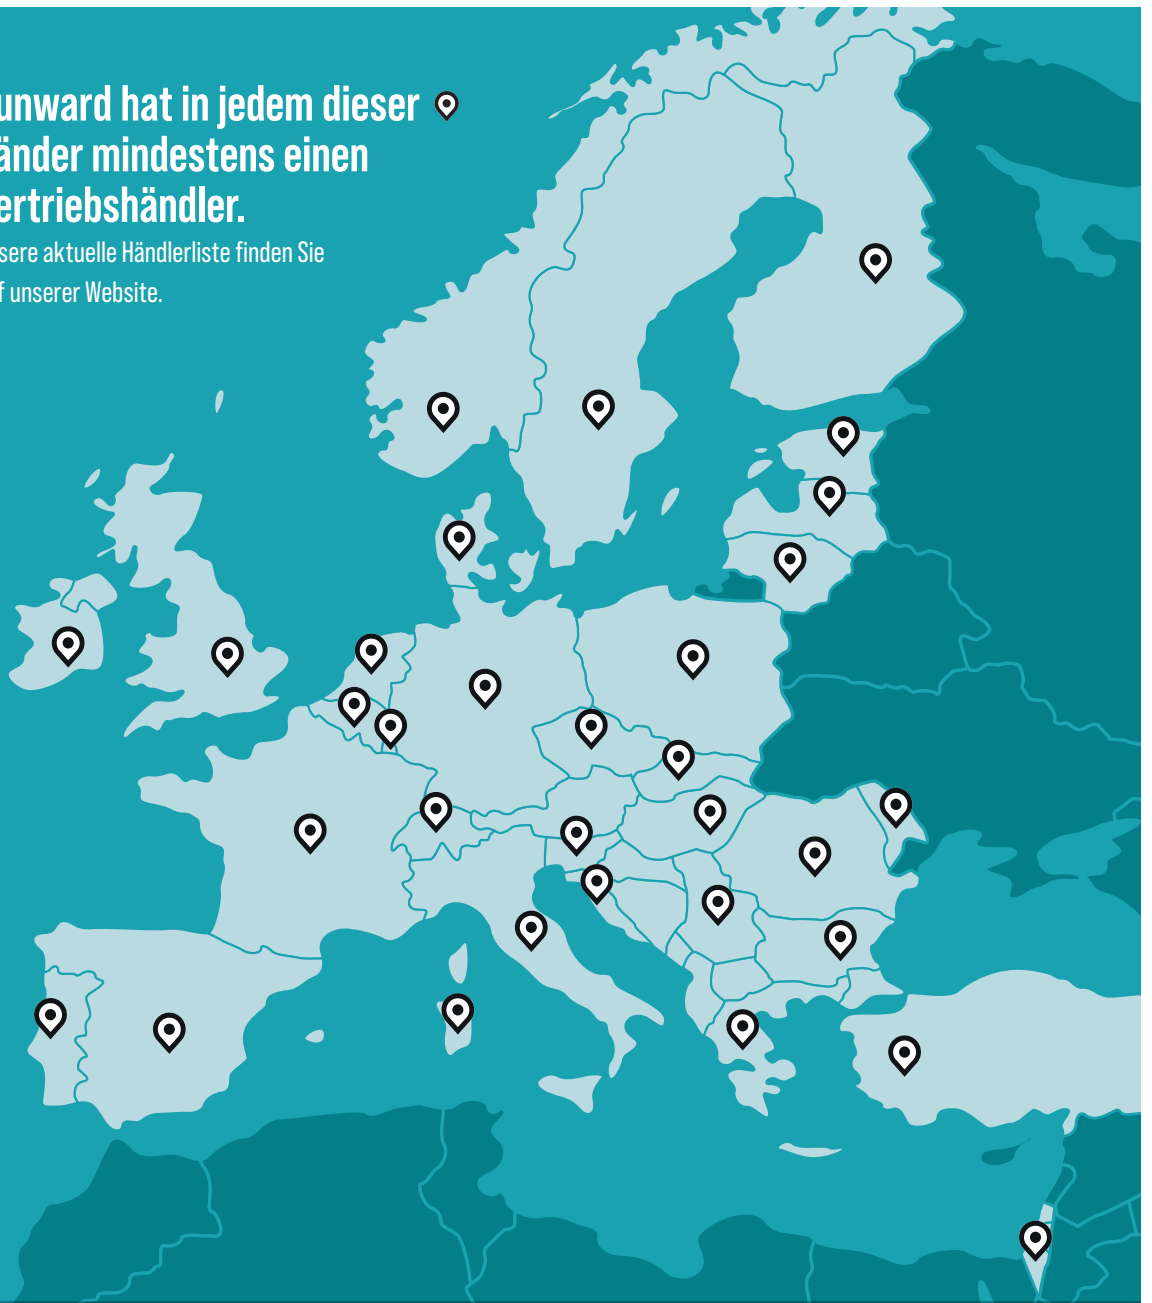 unward hat in jedem dieser
änder mindestens einen
ertriebshändler.
sere aktuelle Händlerliste finden Sie
f unserer Website.